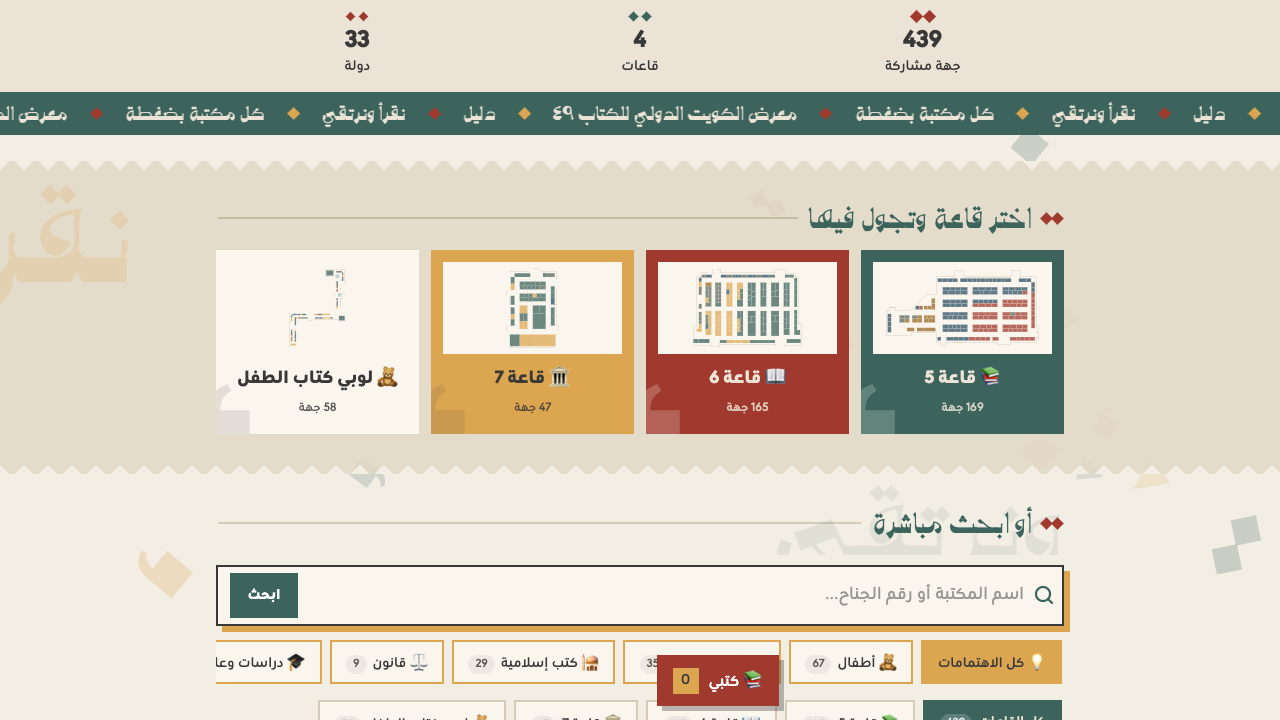 439
جهة مشاركة
4
قاعات
33
دولة
دليل
نقرأ ونرتقي
كل مكتبة بضغطة
معرض الكويت الدولي للكتاب ٤٩
دليل
نقرأ ونرتقي
كل مكتبة بضغطة
معرض
اختر قاعة وتجول فيها
قاعة 5
169 جهة
قاعة 6
165 جهة
قاعة 7
47 جهة
لوبي كتاب الطفل
58 جهة
أو ابحث مباشرة
اسم المكتبة أو رقم الجناح...
ابحث
كل الاهتمامات
أطفال 67
35
كتب إسلامية 29
قانون 9
دراسات
كتبي 0